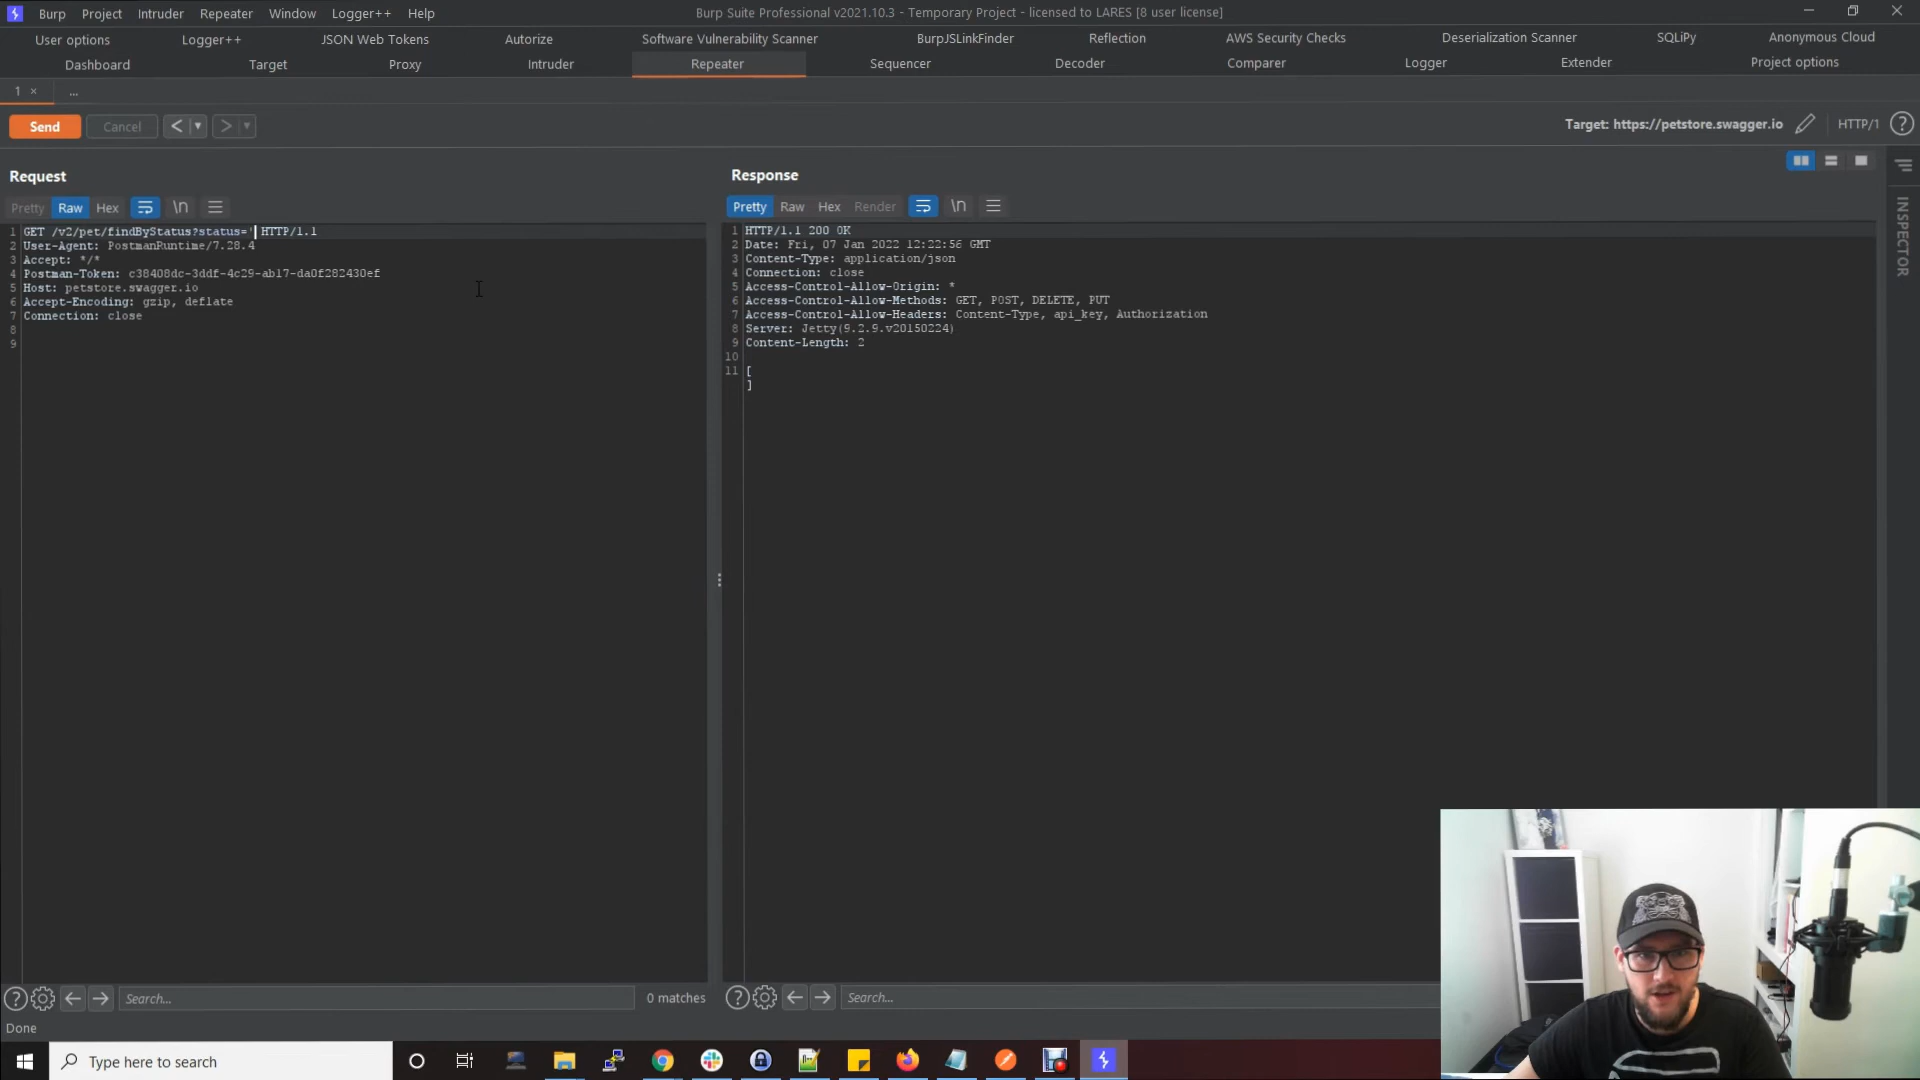 Burp Project Intruder Repeater Window Logger++ Help
Burp Suite Professional v2021.10.3 - Temporary Project - licensed to LARES [8 user license]
User options Logger++ JSON Web Tokens Autorize Software Vulnerability Scanner BurpJSLinkFinder Reflection AWS Security Checks Deserialization Scanner SQLiPy Anonymous Cloud
Dashboard Target Proxy Intruder Repeater Sequencer Decoder Comparer Logger Extender Project options
1 × ...
Send Cancel < >
Target: https://petstore.swagger.io HTTP/1 ?
Request
Pretty Raw Hex \n
1 GET /v2/pet/findByStatus?status=' HTTP/1.1
2 User-Agent: PostmanRuntime/7.28.4
3 Accept: */*
4 Postman-Token: c38408dc-3ddf-4c29-ab17-da0f282430ef
5 Host: petstore.swagger.io
6 Accept-Encoding: gzip, deflate
7 Connection: close
8
9
Response
Pretty Raw Hex Render \n
1 HTTP/1.1 200 OK
2 Date: Fri, 07 Jan 2022 12:22:56 GMT
3 Content-Type: application/json
4 Connection: close
5 Access-Control-Allow-Origin: *
6 Access-Control-Allow-Methods: GET, POST, DELETE, PUT
7 Access-Control-Allow-Headers: Content-Type, api_key, Authorization
8 Server: Jetty(9.2.9.v20150224)
9 Content-Length: 2
10
11 [
]
INSPECTOR
? Search... 0 matches
? Search...
Done
Type here to search